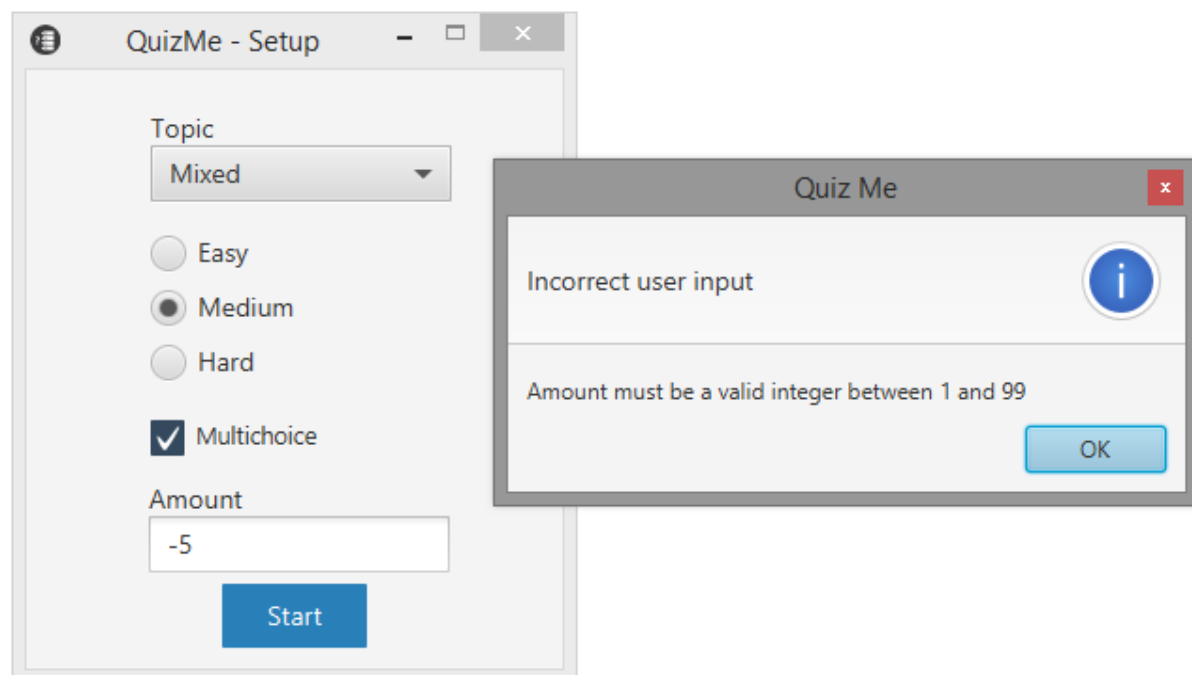 QuizMe - Setup
Topic
Mixed
Easy
Medium
Hard
Multichoice
Amount
-5
Start
Quiz Me
Incorrect user input
Amount must be a valid integer between 1 and 99
OK